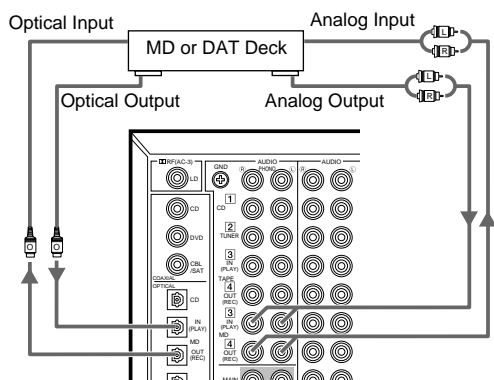 Optical Input
Analog Input
MD or DAT Deck
L
R
Optical Output
Analog Output
L
R
RF(AC-3)
LD
GND
AUDIO
(R) PHONO (L)
AUDIO
(R) (L)
CD
DVD
CBL
/SAT
COAXIAL
OPTICAL
CD
IN
(PLAY)
MD
OUT
(REC)
1
CD
2
TUNER
3
IN
(PLAY)
TAPE
4
OUT
(REC)
3
IN
(PLAY)
MD
4
OUT
(REC)
MAIN